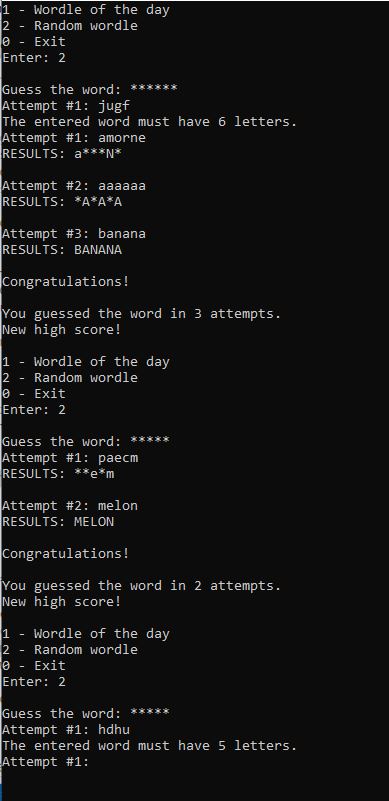 1 - Wordle of the day
2 - Random wordle
0 - Exit
Enter: 2
Guess the word: ******
Attempt #1: jugf
The entered word must have 6 letters.
Attempt #1: amorne
RESULTS: a***N*
Attempt #2: aaaaaa
RESULTS: *A*A*A
Attempt #3: banana
RESULTS: BANANA
Congratulations!
You guessed the word in 3 attempts.
New high score!
1 - Wordle of the day
2 - Random wordle
0 - Exit
Enter: 2
Guess the word: *****
Attempt #1: paecm
RESULTS: **e*m
Attempt #2: melon
RESULTS: MELON
Congratulations!
You guessed the word in 2 attempts.
New high score!
1 - Wordle of the day
2 - Random wordle
0 - Exit
Enter: 2
Guess the word: *****
Attempt #1: hdhu
The entered word must have 5 letters.
Attempt #1: